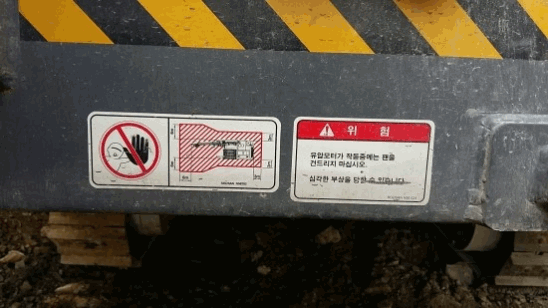 위 험
유압모터가 작동중에는 팬을
건드리지 마십시오.
심각한 부상을 당할 수 있습니다.